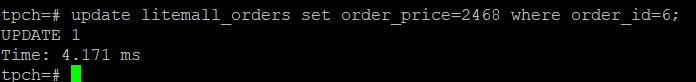 tpch=# update litemall_orders set order_price=2468 where order_id=6;
UPDATE 1
Time: 4.171 ms
tpch=#